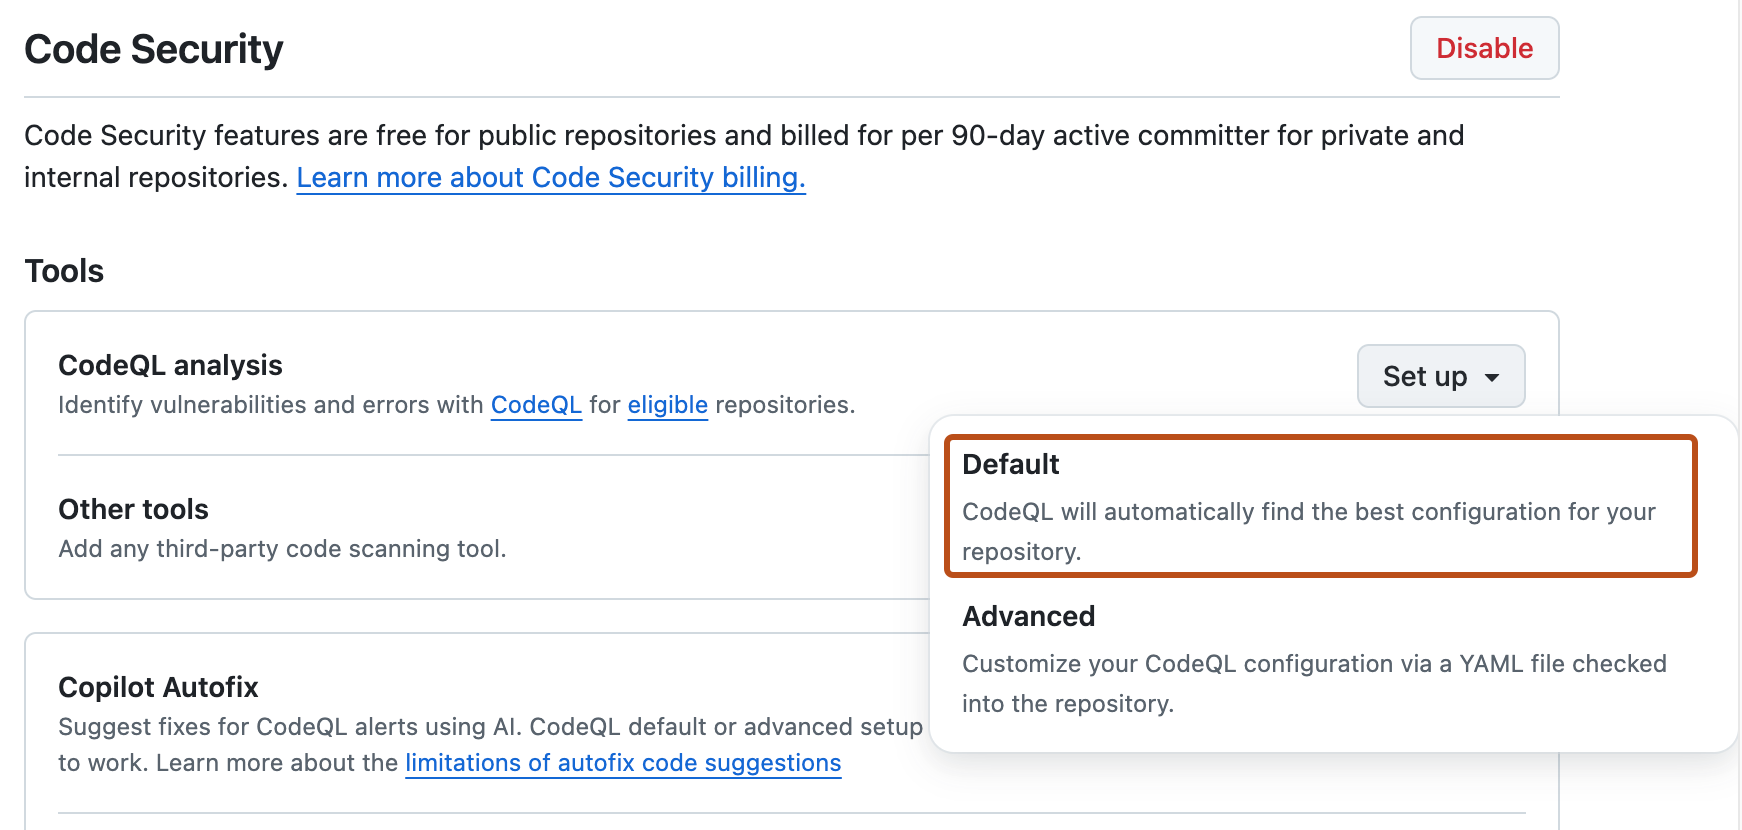 Code Security
Disable
Code Security features are free for public repositories and billed for per 90-day active committer for private and
internal repositories. Learn more about Code Security billing.
Tools
CodeQL analysis
Set up
Identify vulnerabilities and errors with CodeQL for eligible repositories.
Default
CodeQL will automatically find the best configuration for your
repository.
Advanced
Customize your CodeQL configuration via a YAML file checked
into the repository.
Other tools
Add any third-party code scanning tool.
Copilot Autofix
Suggest fixes for CodeQL alerts using AI. CodeQL default or advanced setup
to work. Learn more about the limitations of autofix code suggestions